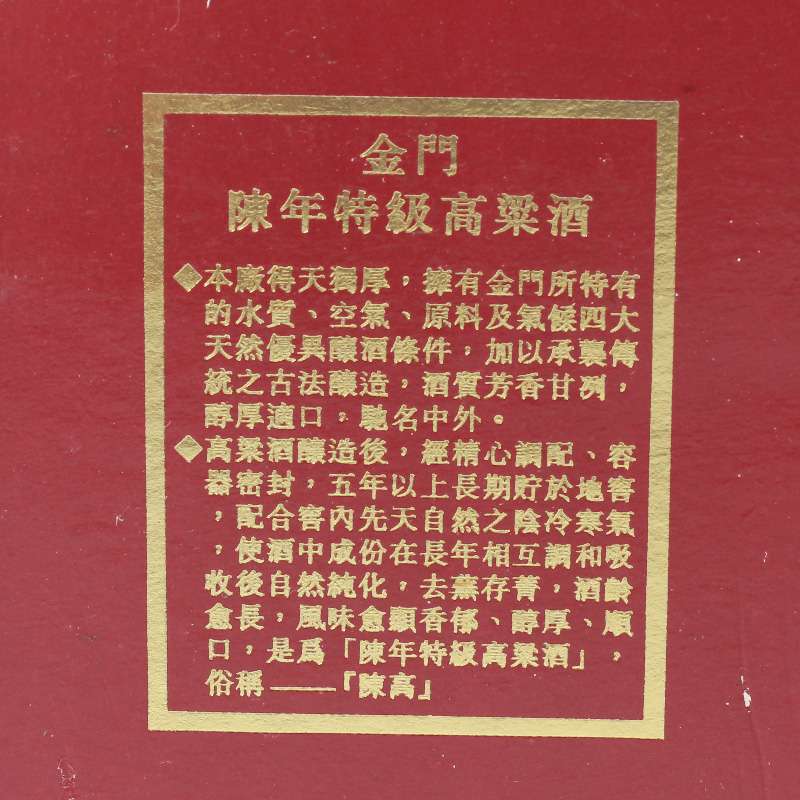 金門
陳年特級高粱酒
◈本廠得天獨厚，擁有金門所特有
的水質、空氣、原料及氣候四大
天然優異釀酒條件，加以承襲傳
統之古法釀造，酒質芳香甘冽，
醇厚適口，馳名中外。
◈高粱酒釀造後，經精心調配、容
器密封，五年以上長期貯於地窖
，配合窖內先天自然之陰冷寒氣
，使酒中成份在長年相互調和吸
收後自然純化，去蕪存菁，酒齡
愈長，風味愈顯香郁、醇厚、順
口，是爲「陳年特級高粱酒」，
俗稱——『陳高』